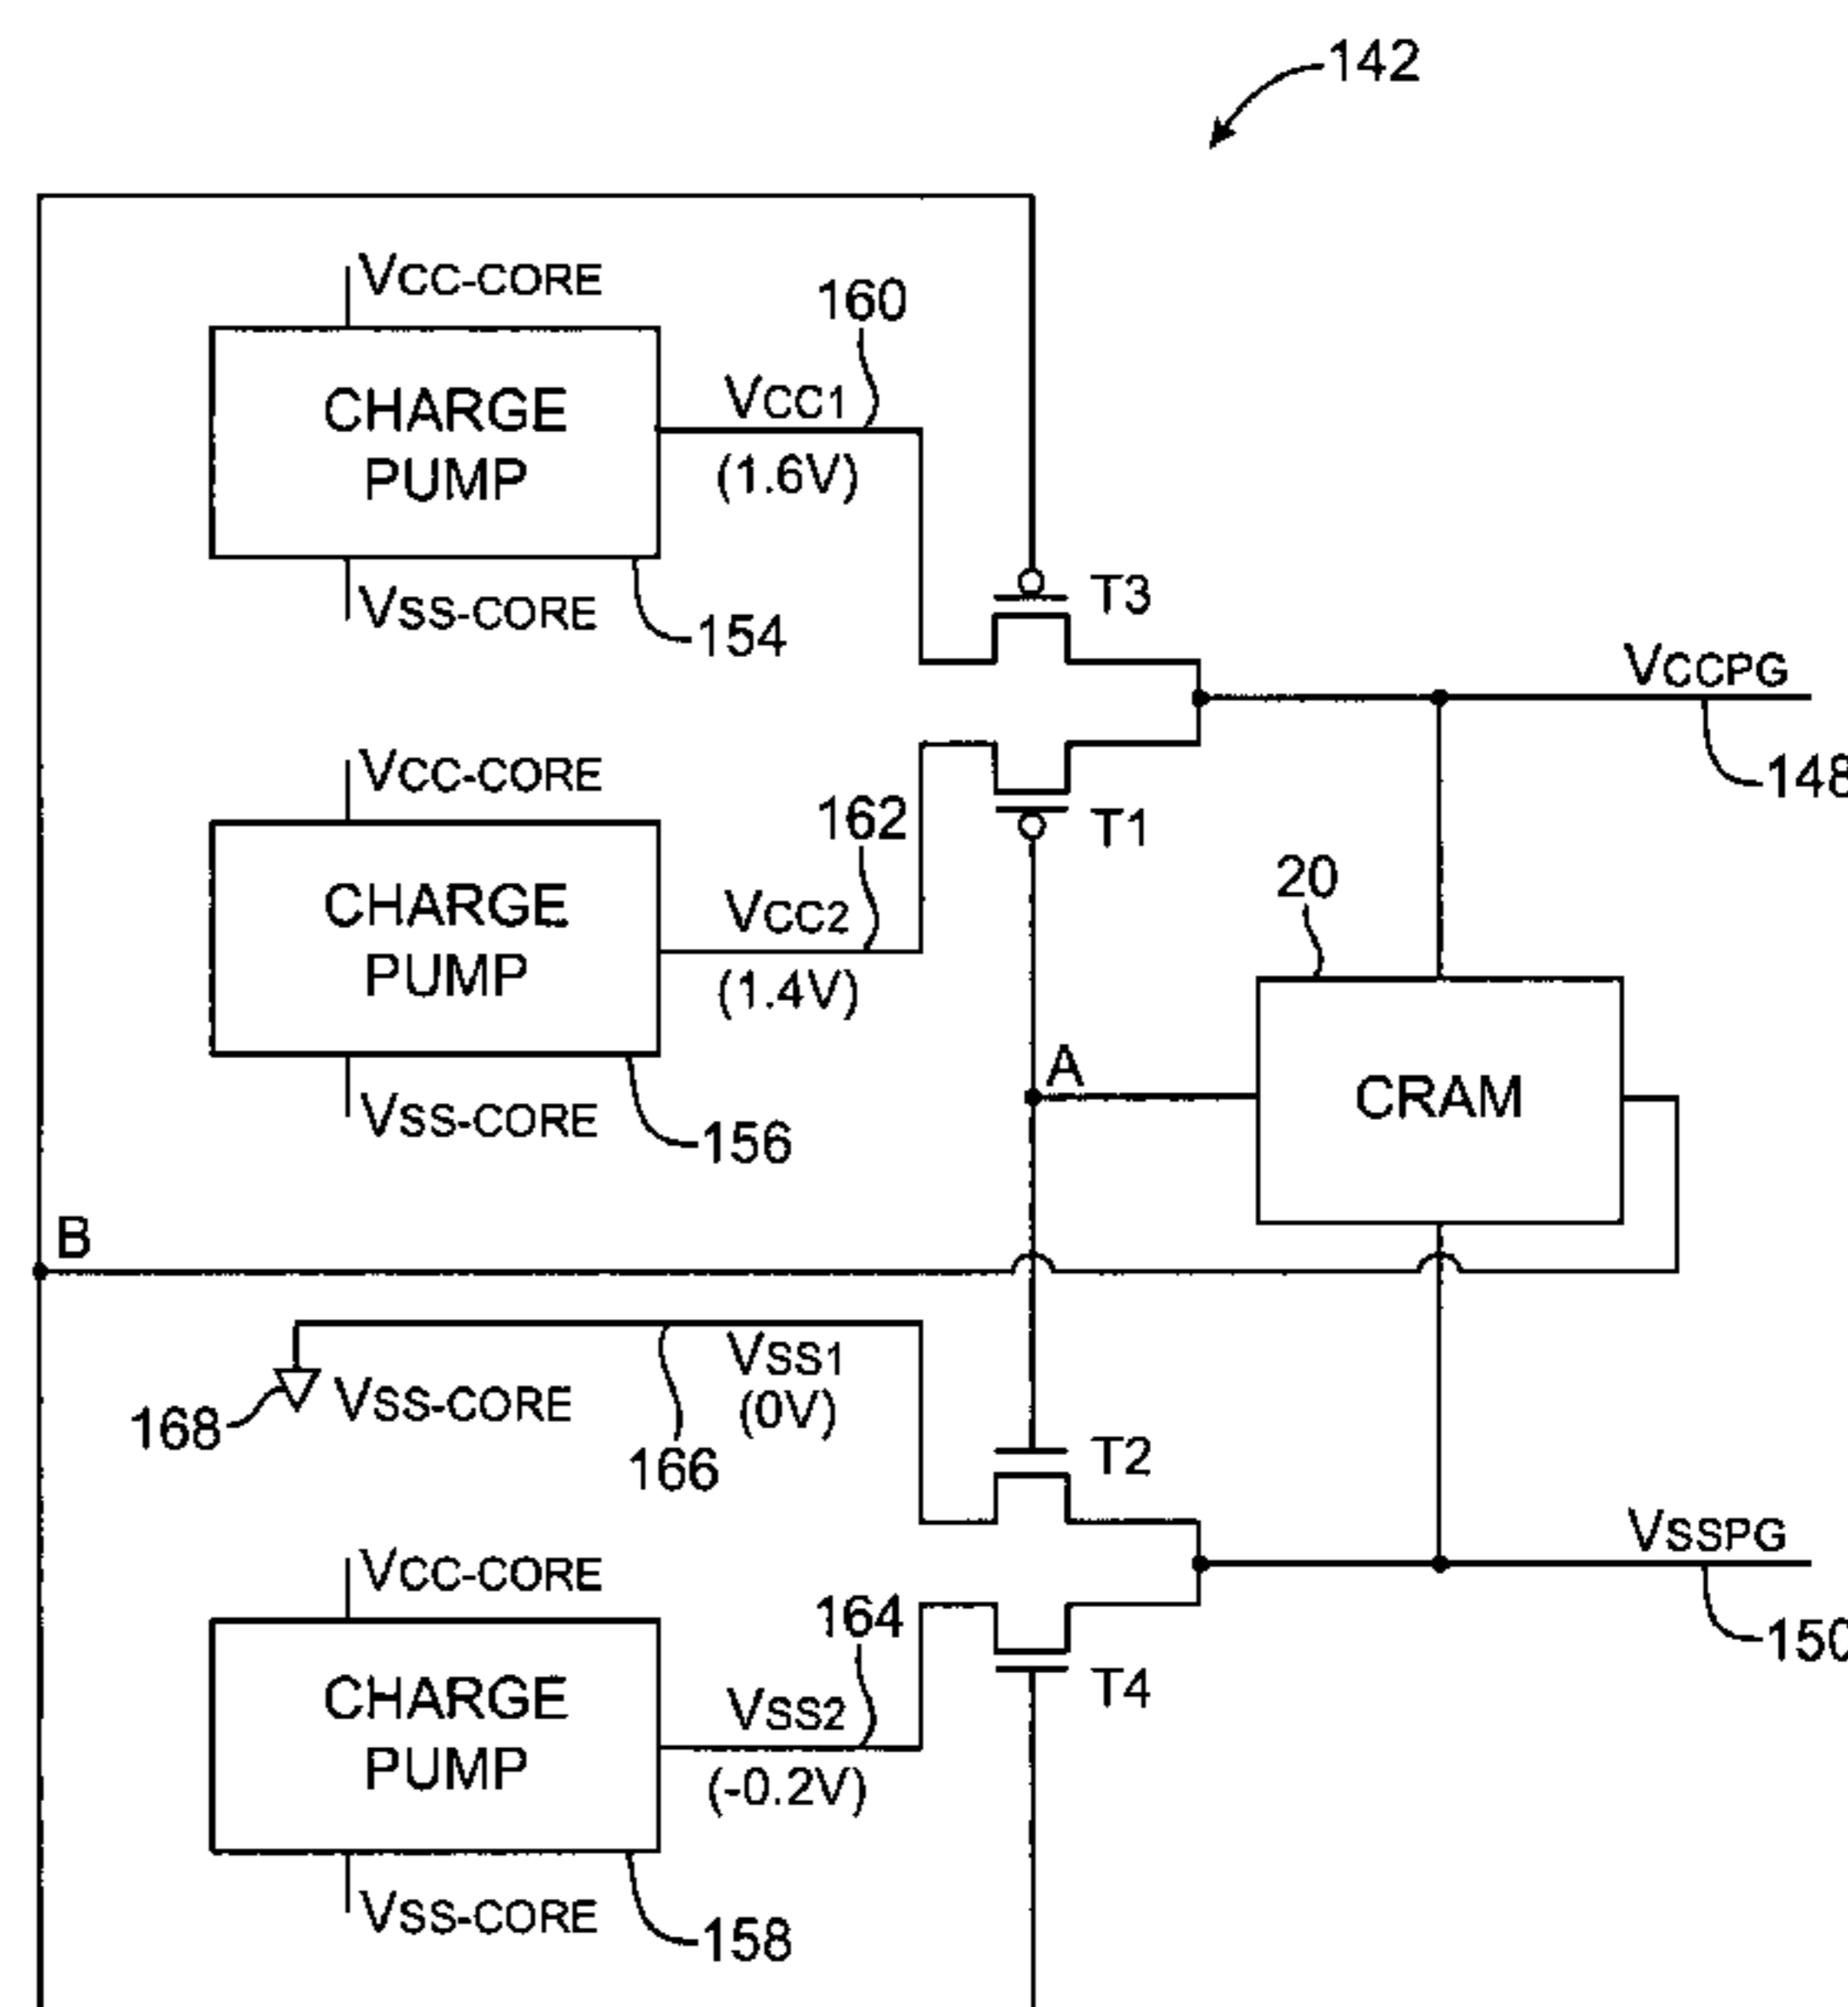 142
VCC-CORE
160
CHARGE
PUMP
VCC1
(1.6V)
T3
VSS-CORE
154
VCCPG
148
VCC-CORE
162
T1
CHARGE
PUMP
VCC2
(1.4V)
20
A
CRAM
VSS-CORE
156
B
VSS1
(0V)
168
VSS-CORE
166
T2
VSSPG
150
VCC-CORE
164
T4
CHARGE
PUMP
VSS2
(-0.2V)
VSS-CORE
158